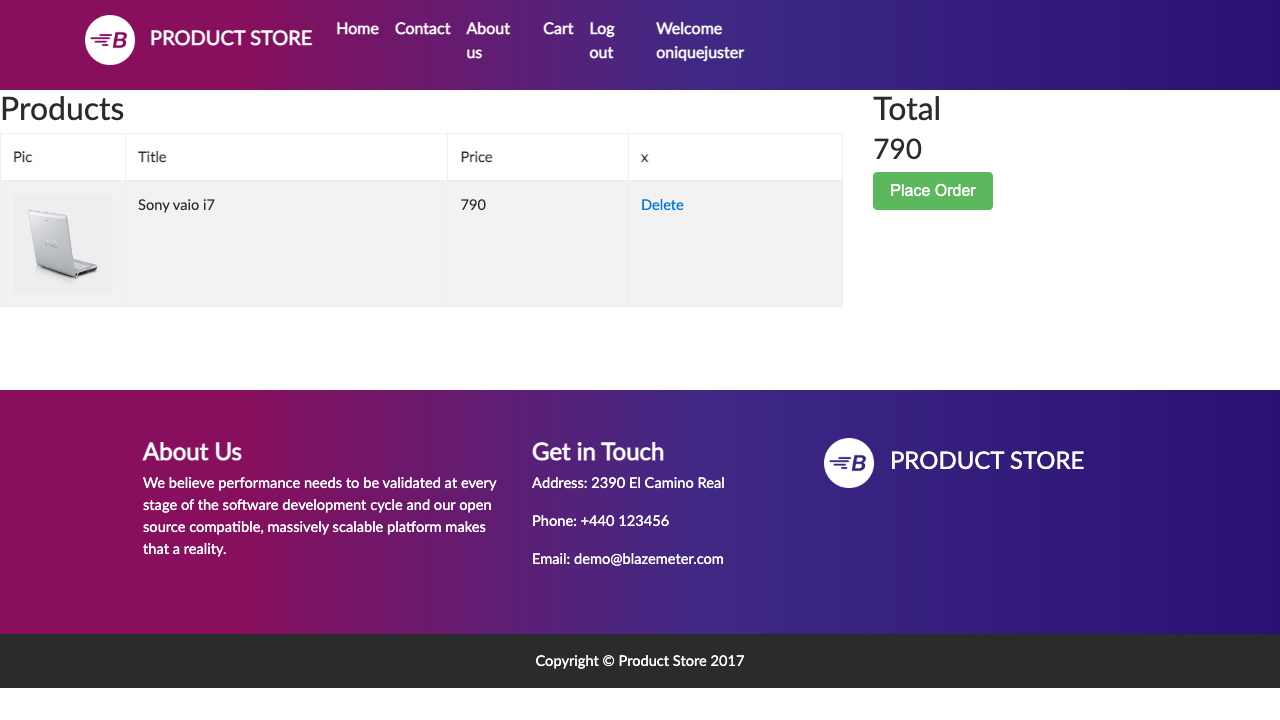 B PRODUCT STORE Home Contact About us Cart Log out Welcome oniquejuster
Products
Pic Title Price x
Sony vaio i7 790 Delete
Total
790
Place Order
About Us
We believe performance needs to be validated at every
stage of the software development cycle and our open
source compatible, massively scalable platform makes
that a reality.
Get in Touch
Address: 2390 El Camino Real
Phone: +440 123456
Email: demo@blazemeter.com
B PRODUCT STORE
Copyright © Product Store 2017